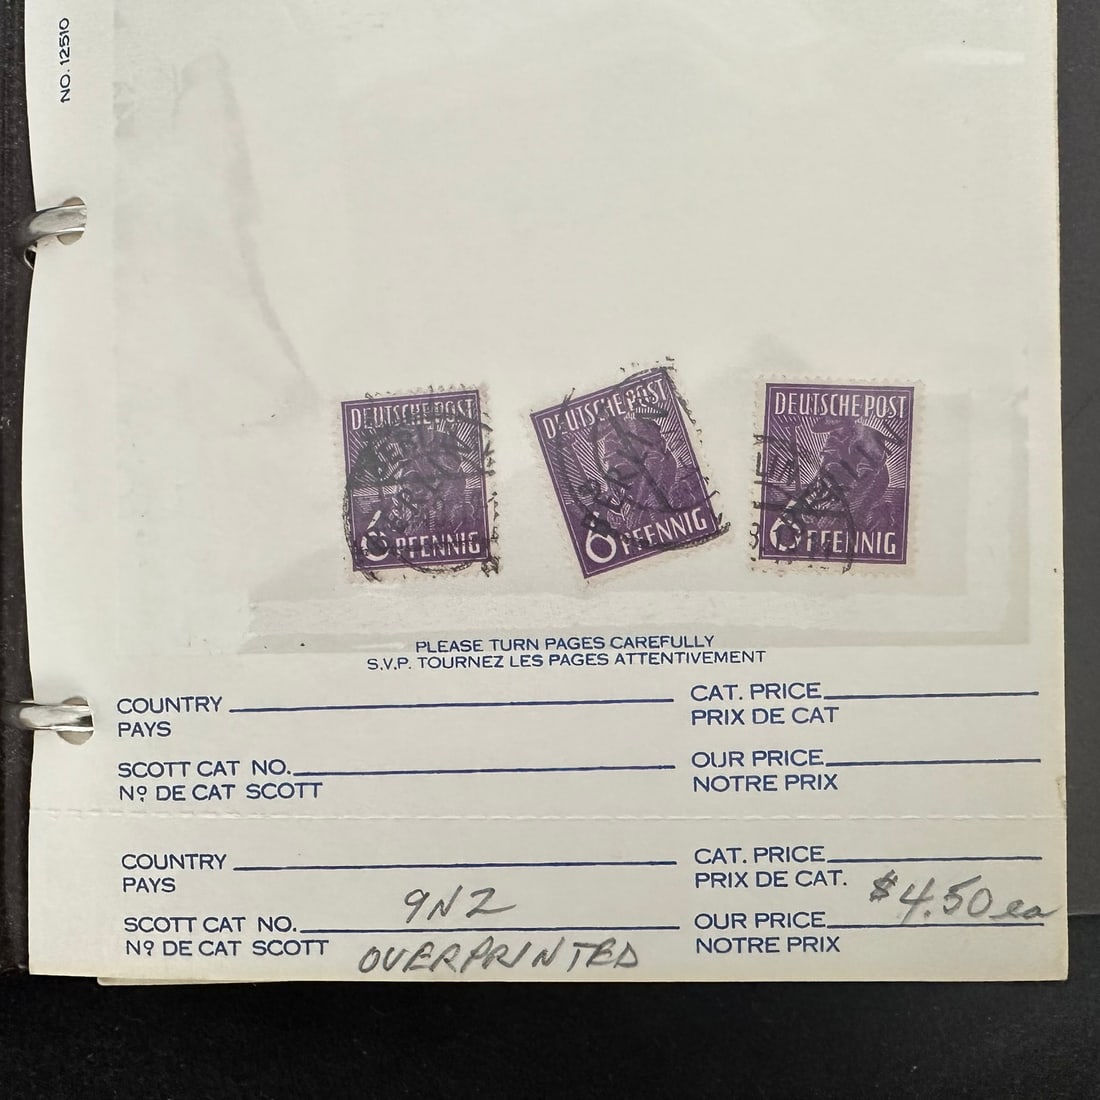 NO. 12510
DEUTSCHE POST
BERLIN
6 PFENNIG
DEUTSCHE POST
BERLIN
6 PFENNIG
DEUTSCHE POST
BERLIN
6 PFENNIG
PLEASE TURN PAGES CAREFULLY
S.V.P. TOURNEZ LES PAGES ATTENTIVEMENT
COUNTRY CAT. PRICE
PAYS PRIX DE CAT
SCOTT CAT NO. OUR PRICE
Nº DE CAT SCOTT NOTRE PRIX
COUNTRY CAT. PRICE
PAYS PRIX DE CAT.
SCOTT CAT NO. 9N2 OUR PRICE $4.50 ea
Nº DE CAT SCOTT OVERPRINTED NOTRE PRIX